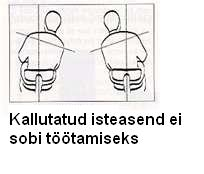 Kallutatud isteasend ei
sobi töötamiseks